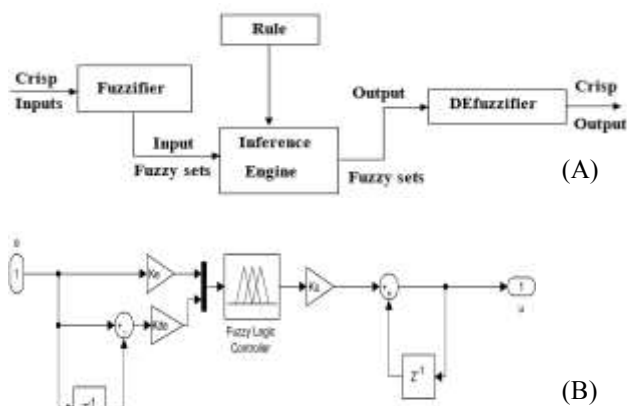 Rule
Crisp
Inputs
Fuzzifier
Input
Fuzzy sets
Inference
Engine
Output
Fuzzy sets
DEfuzzifier
Crisp
Output
(A)
1
Ke
Kde
Fuzzy Logic
Controller
Ku
1
u
Z-1
(B)